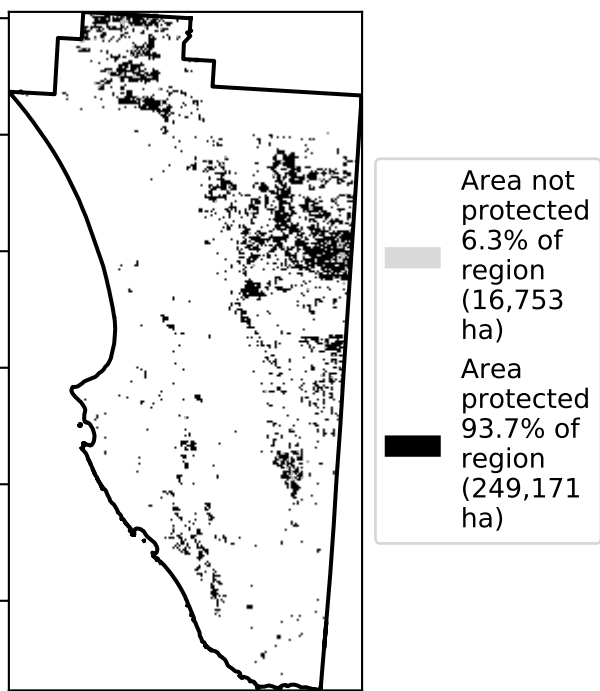 Area not
protected
6.3% of
region
(16,753
ha)
Area
protected
93.7% of
region
(249,171
ha)